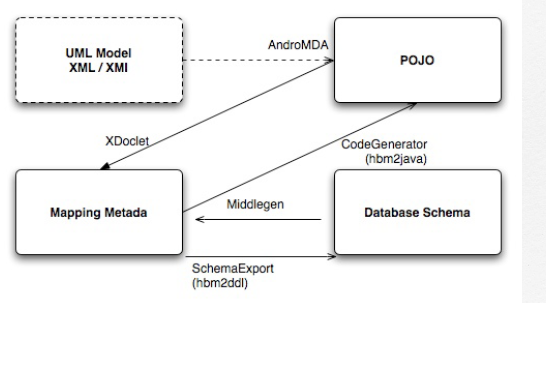 UML Model
XML / XMI
AndroMDA
POJO
XDoclet
CodeGenerator
(hbm2java)
Mapping Metada
Middlegen
Database Schema
SchemaExport
(hbm2ddl)